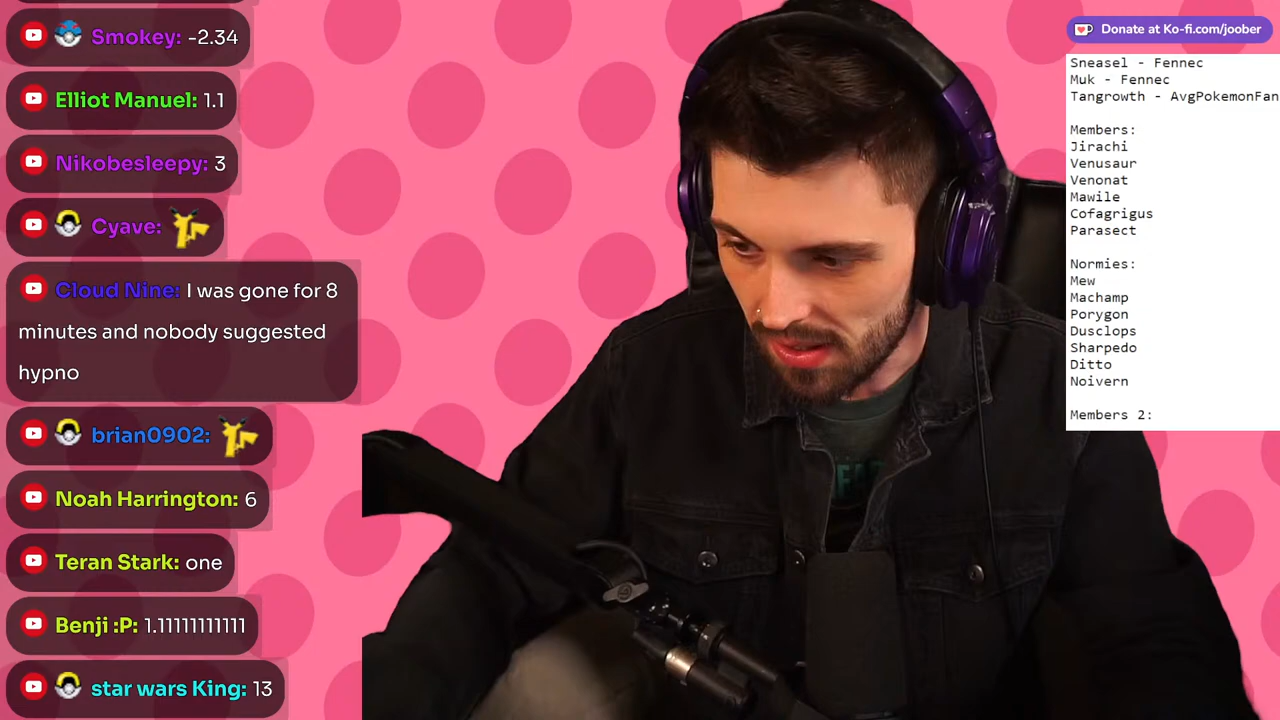 Smokey: -2.34
Elliot Manuel: 1.1
Nikobesleepy: 3
Cyave:
Cloud Nine: I was gone for 8
minutes and nobody suggested
hypno
brian0902:
Noah Harrington: 6
Teran Stark: one
Benji :P: 1.11111111111
star wars King: 13
Donate at Ko-fi.com/joober
Sneasel - Fennec
Muk - Fennec
Tangrowth - AvgPokemonFan
Members:
Jirachi
Venusaur
Venonat
Mawile
Cofagrigus
Parasect
Normies:
Mew
Machamp
Porygon
Dusclops
Sharpedo
Ditto
Noivern
Members 2: